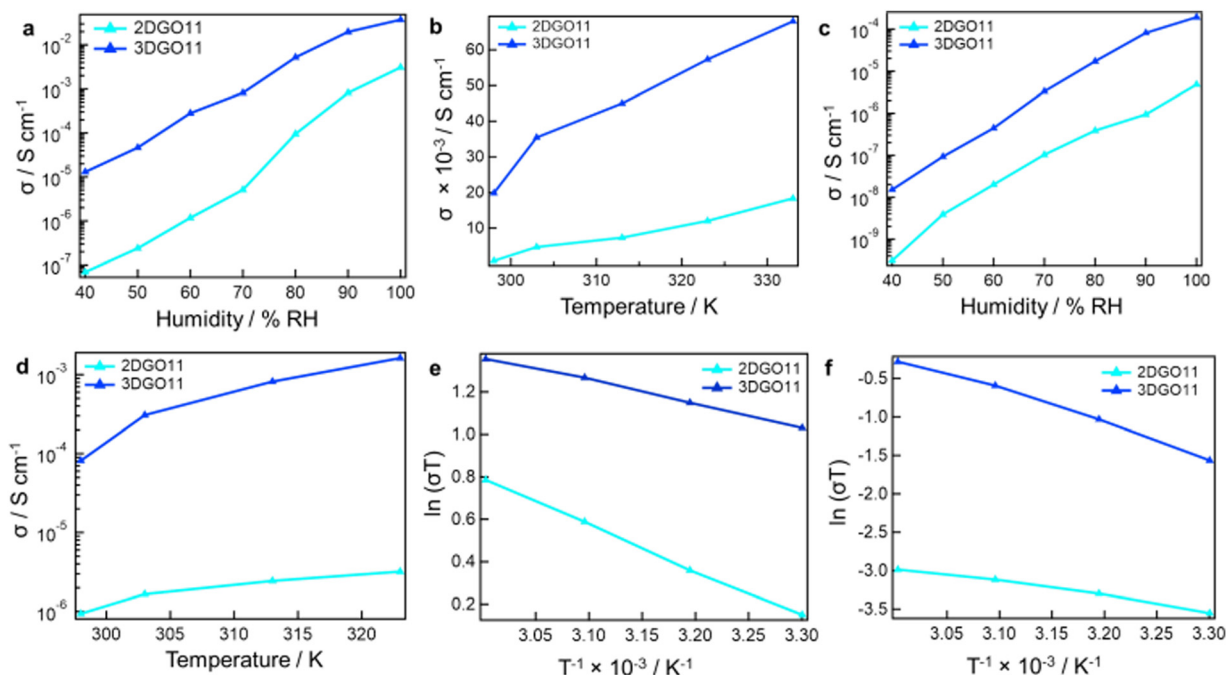 a
2DGO11
3DGO11
σ / S cm⁻¹
10⁻²
10⁻³
10⁻⁴
10⁻⁵
10⁻⁶
10⁻⁷
40 50 60 70 80 90 100
Humidity / % RH
b
2DGO11
3DGO11
σ × 10⁻³ / S cm⁻¹
60
50
40
30
20
10
300 310 320 330
Temperature / K
c
2DGO11
3DGO11
σ / S cm⁻¹
10⁻⁴
10⁻⁵
10⁻⁶
10⁻⁷
10⁻⁸
10⁻⁹
40 50 60 70 80 90 100
Humidity / % RH
d
2DGO11
3DGO11
σ / S cm⁻¹
10⁻³
10⁻⁴
10⁻⁵
10⁻⁶
300 305 310 315 320
Temperature / K
e
2DGO11
3DGO11
ln (σT)
1.2
1.0
0.8
0.6
0.4
0.2
3.05 3.10 3.15 3.20 3.25 3.30
T⁻¹ × 10⁻³ / K⁻¹
f
2DGO11
3DGO11
ln (σT)
-0.5
-1.0
-1.5
-2.0
-2.5
-3.0
-3.5
3.05 3.10 3.15 3.20 3.25 3.30
T⁻¹ × 10⁻³ / K⁻¹